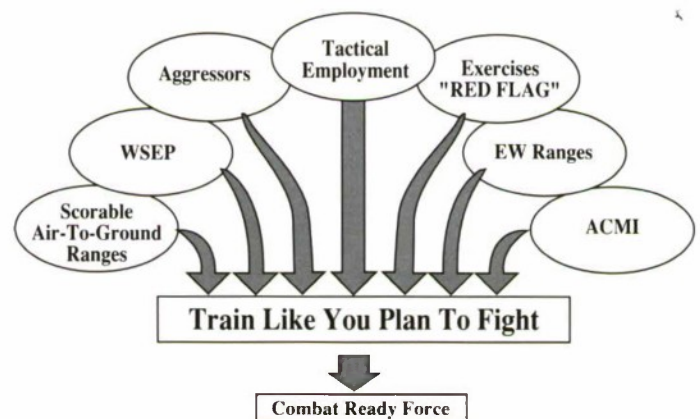 Tactical
Employment
Aggressors
Exercises
"RED FLAG"
WSEP
EW Ranges
Scorable
Air-To-Ground
Ranges
ACMI
Train Like You Plan To Fight
Combat Ready Force